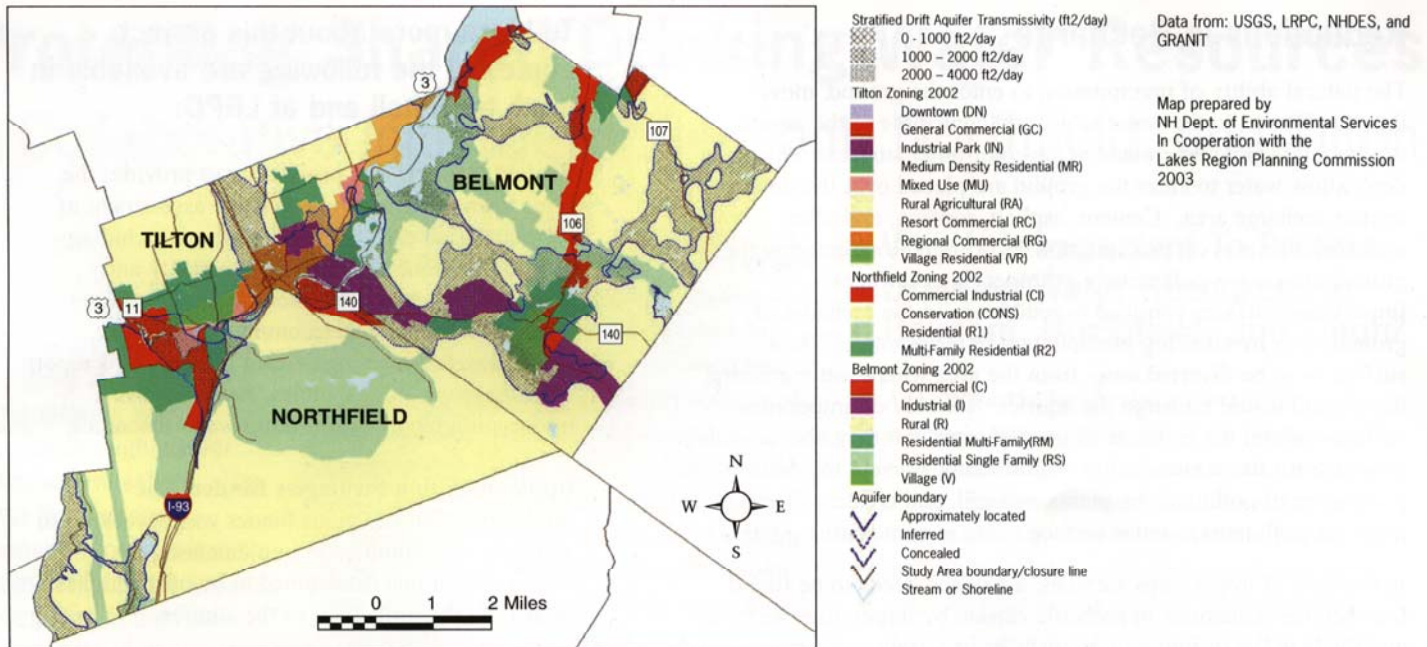 3
107
BELMONT
TILTON
106
140
3
11
140
NORTHFIELD
I-93
N
W E
S
0 1 2 Miles
Stratified Drift Aquifer Transmissivity (ft2/day)
0 - 1000 ft2/day
1000 – 2000 ft2/day
2000 – 4000 ft2/day
Tilton Zoning 2002
Downtown (DN)
General Commercial (GC)
Industrial Park (IN)
Medium Density Residential (MR)
Mixed Use (MU)
Rural Agricultural (RA)
Resort Commercial (RC)
Regional Commercial (RG)
Village Residential (VR)
Northfield Zoning 2002
Commercial Industrial (CI)
Conservation (CONS)
Residential (R1)
Multi-Family Residential (R2)
Belmont Zoning 2002
Commercial (C)
Industrial (I)
Rural (R)
Residential Multi-Family(RM)
Residential Single Family (RS)
Village (V)
Aquifer boundary
Approximately located
Inferred
Concealed
Study Area boundary/closure line
Stream or Shoreline
Data from: USGS, LRPC, NHDES, and
GRANIT
Map prepared by
NH Dept. of Environmental Services
In Cooperation with the
Lakes Region Planning Commission
2003